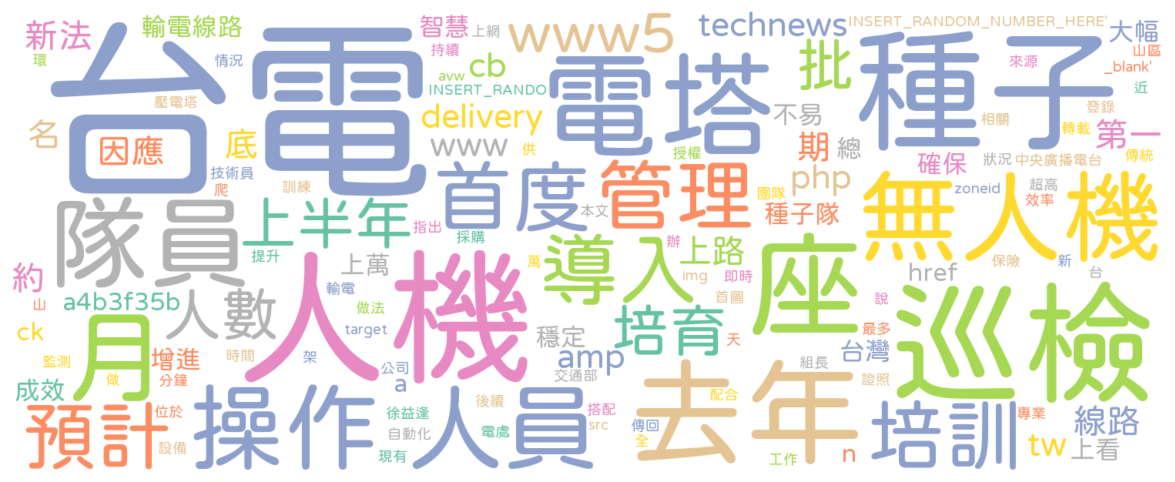 新法
輸電線路
環
情況
台電
壓電塔
智慧
上網
持續
avw
cb
INSERT_RANDO
www5
technews
INSERT_RANDOM_NUMBER_HERE'
大幅
山區
_blank'
來源
近
批
種子
電塔
不易
登錄
相關
轉載
第一
傳統
名
因應
底
技術員
爬
訓練
delivery
www
供
授權
期
總
確保
狀況
中央廣播電台
隊員
上半年
首度
管理
團隊
php
種子隊
zoneid
超高
效率
無人機
指出
採購
本文
提升
約
山
a4b3f35b
人數
上萬
輸電
做法
target
人機
導入
辦
上路
萬
img
即時
首圖
座
href
保險
新
台
說
巡檢
ck
月
監測
做
增進
分鐘
時間
架
公司
a
穩定
amp
交通部
培育
天
最多
台灣
組長
證照
成效
預計
位於
設備
操作人員
徐益逢
自動化
現有
後續
電處
搭配
src
去年
配合
傳回
全
工作
n
培訓
專業
tw
線路
上看